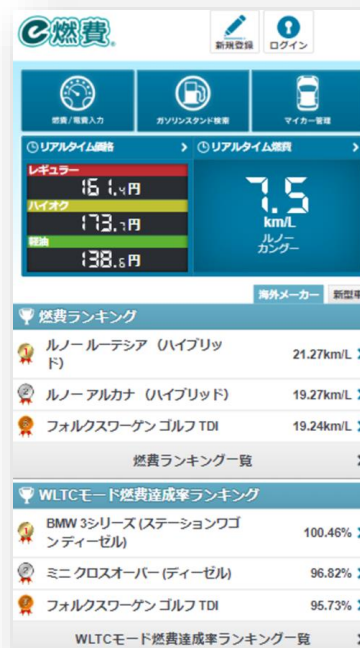 e燃費
新規登録
ログイン
燃費/電費入力
ガソリンスタンド検索
マイカー管理
リアルタイム価格
リアルタイム燃費
レギュラー
161.4円
ハイオク
173.7円
軽油
138.6円
7.5
km/L
ルノー
カングー
海外メーカー
新型車
燃費ランキング
ルノー ルーテシア (ハイブリッ
ド)
21.27km/L
ルノー アルカナ (ハイブリッド)
19.27km/L
フォルクスワーゲン ゴルフ TDI
19.24km/L
燃費ランキング一覧
WLTCモード燃費達成率ランキング
BMW 3シリーズ (ステーションワゴ
ン ディーゼル)
100.46%
ミニ クロスオーバー (ディーゼル)
96.82%
フォルクスワーゲン ゴルフ TDI
95.73%
WLTCモード燃費達成率ランキング一覧